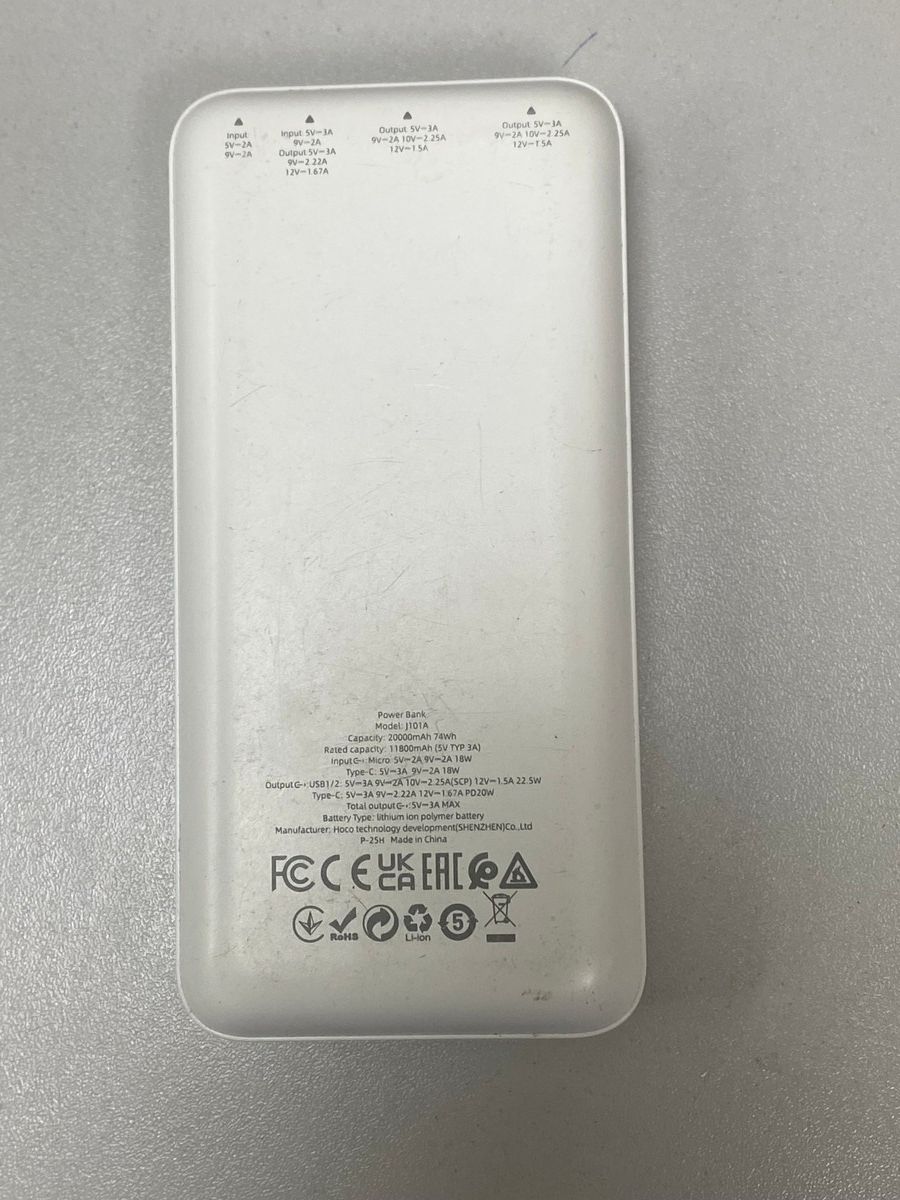 Input
5V⎓2A
9V⎓2A
Input 5V⎓3A
9V⎓2A
Output 5V⎓3A
9V⎓2.22A
12V⎓1.67A
Output 5V⎓3A
9V⎓2A 10V⎓2.25A
12V⎓1.5A
Output 5V⎓3A
9V⎓2A 10V⎓2.25A
12V⎓1.5A
Power Bank
Model: J101A
Capacity: 20000mAh 74Wh
Rated capacity: 11800mAh (5V TYP 3A)
Input: Micro: 5V⎓2A 9V⎓2A 18W
Type-C: 5V⎓3A 9V⎓2A 18W
Output: USB1/2: 5V⎓3A 9V⎓2A 10V⎓2.25A(SCP) 12V⎓1.5A 22.5W
Type-C: 5V⎓3A 9V⎓2.22A 12V⎓1.67A PD20W
Total output: 5V⎓3A MAX
Battery Type: lithium ion polymer battery
Manufacturer: Hoco technology development(SHENZHEN)Co.,Ltd
P-25H Made in China
FC CE UK CA EAC
RoHS Li-ion 5